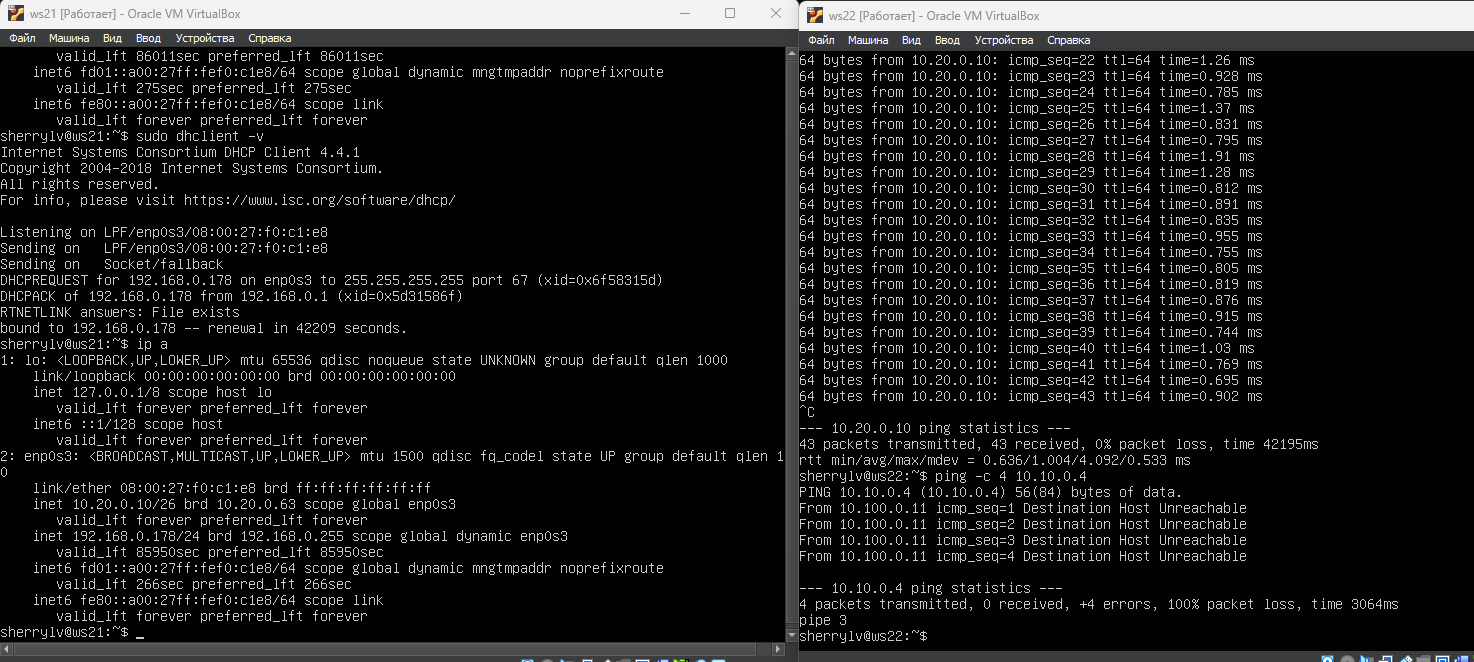 ws21 [Работает] - Oracle VM VirtualBox
Файл Машина Вид Ввод Устройства Справка
valid_lft 86011sec preferred_lft 86011sec
inet6 fd01::a00:27ff:fef0:c1e8/64 scope global dynamic mngtmpaddr noprefixroute
valid_lft 275sec preferred_lft 275sec
inet6 fe80::a00:27ff:fef0:c1e8/64 scope link
valid_lft forever preferred_lft forever
sherrylv@ws21:~$ sudo dhclient -v
Internet Systems Consortium DHCP Client 4.4.1
Copyright 2004-2018 Internet Systems Consortium.
All rights reserved.
For info, please visit https://www.isc.org/software/dhcp/
Listening on LPF/enp0s3/08:00:27:f0:c1:e8
Sending on   LPF/enp0s3/08:00:27:f0:c1:e8
Sending on   Socket/fallback
DHCPREQUEST for 192.168.0.178 on enp0s3 to 255.255.255.255 port 67 (xid=0x6f58315d)
DHCPACK of 192.168.0.178 from 192.168.0.1 (xid=0x5d31586f)
RTNETLINK answers: File exists
bound to 192.168.0.178 -- renewal in 42209 seconds.
sherrylv@ws21:~$ ip a
1: lo: <LOOPBACK,UP,LOWER_UP> mtu 65536 qdisc noqueue state UNKNOWN group default qlen 1000
link/loopback 00:00:00:00:00:00 brd 00:00:00:00:00:00
inet 127.0.0.1/8 scope host lo
valid_lft forever preferred_lft forever
inet6 ::1/128 scope host
valid_lft forever preferred_lft forever
2: enp0s3: <BROADCAST,MULTICAST,UP,LOWER_UP> mtu 1500 qdisc fq_codel state UP group default qlen 1
0
link/ether 08:00:27:f0:c1:e8 brd ff:ff:ff:ff:ff:ff
inet 10.20.0.10/26 brd 10.20.0.63 scope global enp0s3
valid_lft forever preferred_lft forever
inet 192.168.0.178/24 brd 192.168.0.255 scope global dynamic enp0s3
valid_lft 85950sec preferred_lft 85950sec
inet6 fd01::a00:27ff:fef0:c1e8/64 scope global dynamic mngtmpaddr noprefixroute
valid_lft 266sec preferred_lft 266sec
inet6 fe80::a00:27ff:fef0:c1e8/64 scope link
valid_lft forever preferred_lft forever
sherrylv@ws21:~$ _
ws22 [Работает] - Oracle VM VirtualBox
Файл Машина Вид Ввод Устройства Справка
64 bytes from 10.20.0.10: icmp_seq=22 ttl=64 time=1.26 ms
64 bytes from 10.20.0.10: icmp_seq=23 ttl=64 time=0.928 ms
64 bytes from 10.20.0.10: icmp_seq=24 ttl=64 time=0.785 ms
64 bytes from 10.20.0.10: icmp_seq=25 ttl=64 time=1.37 ms
64 bytes from 10.20.0.10: icmp_seq=26 ttl=64 time=0.831 ms
64 bytes from 10.20.0.10: icmp_seq=27 ttl=64 time=0.795 ms
64 bytes from 10.20.0.10: icmp_seq=28 ttl=64 time=1.91 ms
64 bytes from 10.20.0.10: icmp_seq=29 ttl=64 time=1.28 ms
64 bytes from 10.20.0.10: icmp_seq=30 ttl=64 time=0.812 ms
64 bytes from 10.20.0.10: icmp_seq=31 ttl=64 time=0.891 ms
64 bytes from 10.20.0.10: icmp_seq=32 ttl=64 time=0.835 ms
64 bytes from 10.20.0.10: icmp_seq=33 ttl=64 time=0.955 ms
64 bytes from 10.20.0.10: icmp_seq=34 ttl=64 time=0.755 ms
64 bytes from 10.20.0.10: icmp_seq=35 ttl=64 time=0.805 ms
64 bytes from 10.20.0.10: icmp_seq=36 ttl=64 time=0.819 ms
64 bytes from 10.20.0.10: icmp_seq=37 ttl=64 time=0.876 ms
64 bytes from 10.20.0.10: icmp_seq=38 ttl=64 time=0.915 ms
64 bytes from 10.20.0.10: icmp_seq=39 ttl=64 time=0.744 ms
64 bytes from 10.20.0.10: icmp_seq=40 ttl=64 time=1.03 ms
64 bytes from 10.20.0.10: icmp_seq=41 ttl=64 time=0.769 ms
64 bytes from 10.20.0.10: icmp_seq=42 ttl=64 time=0.695 ms
64 bytes from 10.20.0.10: icmp_seq=43 ttl=64 time=0.902 ms
^C
--- 10.20.0.10 ping statistics ---
43 packets transmitted, 43 received, 0% packet loss, time 42195ms
rtt min/avg/max/mdev = 0.636/1.004/4.092/0.533 ms
sherrylv@ws22:~$ ping -c 4 10.10.0.4
PING 10.10.0.4 (10.10.0.4) 56(84) bytes of data.
From 10.100.0.11 icmp_seq=1 Destination Host Unreachable
From 10.100.0.11 icmp_seq=2 Destination Host Unreachable
From 10.100.0.11 icmp_seq=3 Destination Host Unreachable
From 10.100.0.11 icmp_seq=4 Destination Host Unreachable
--- 10.10.0.4 ping statistics ---
4 packets transmitted, 0 received, +4 errors, 100% packet loss, time 3064ms
pipe 3
sherrylv@ws22:~$